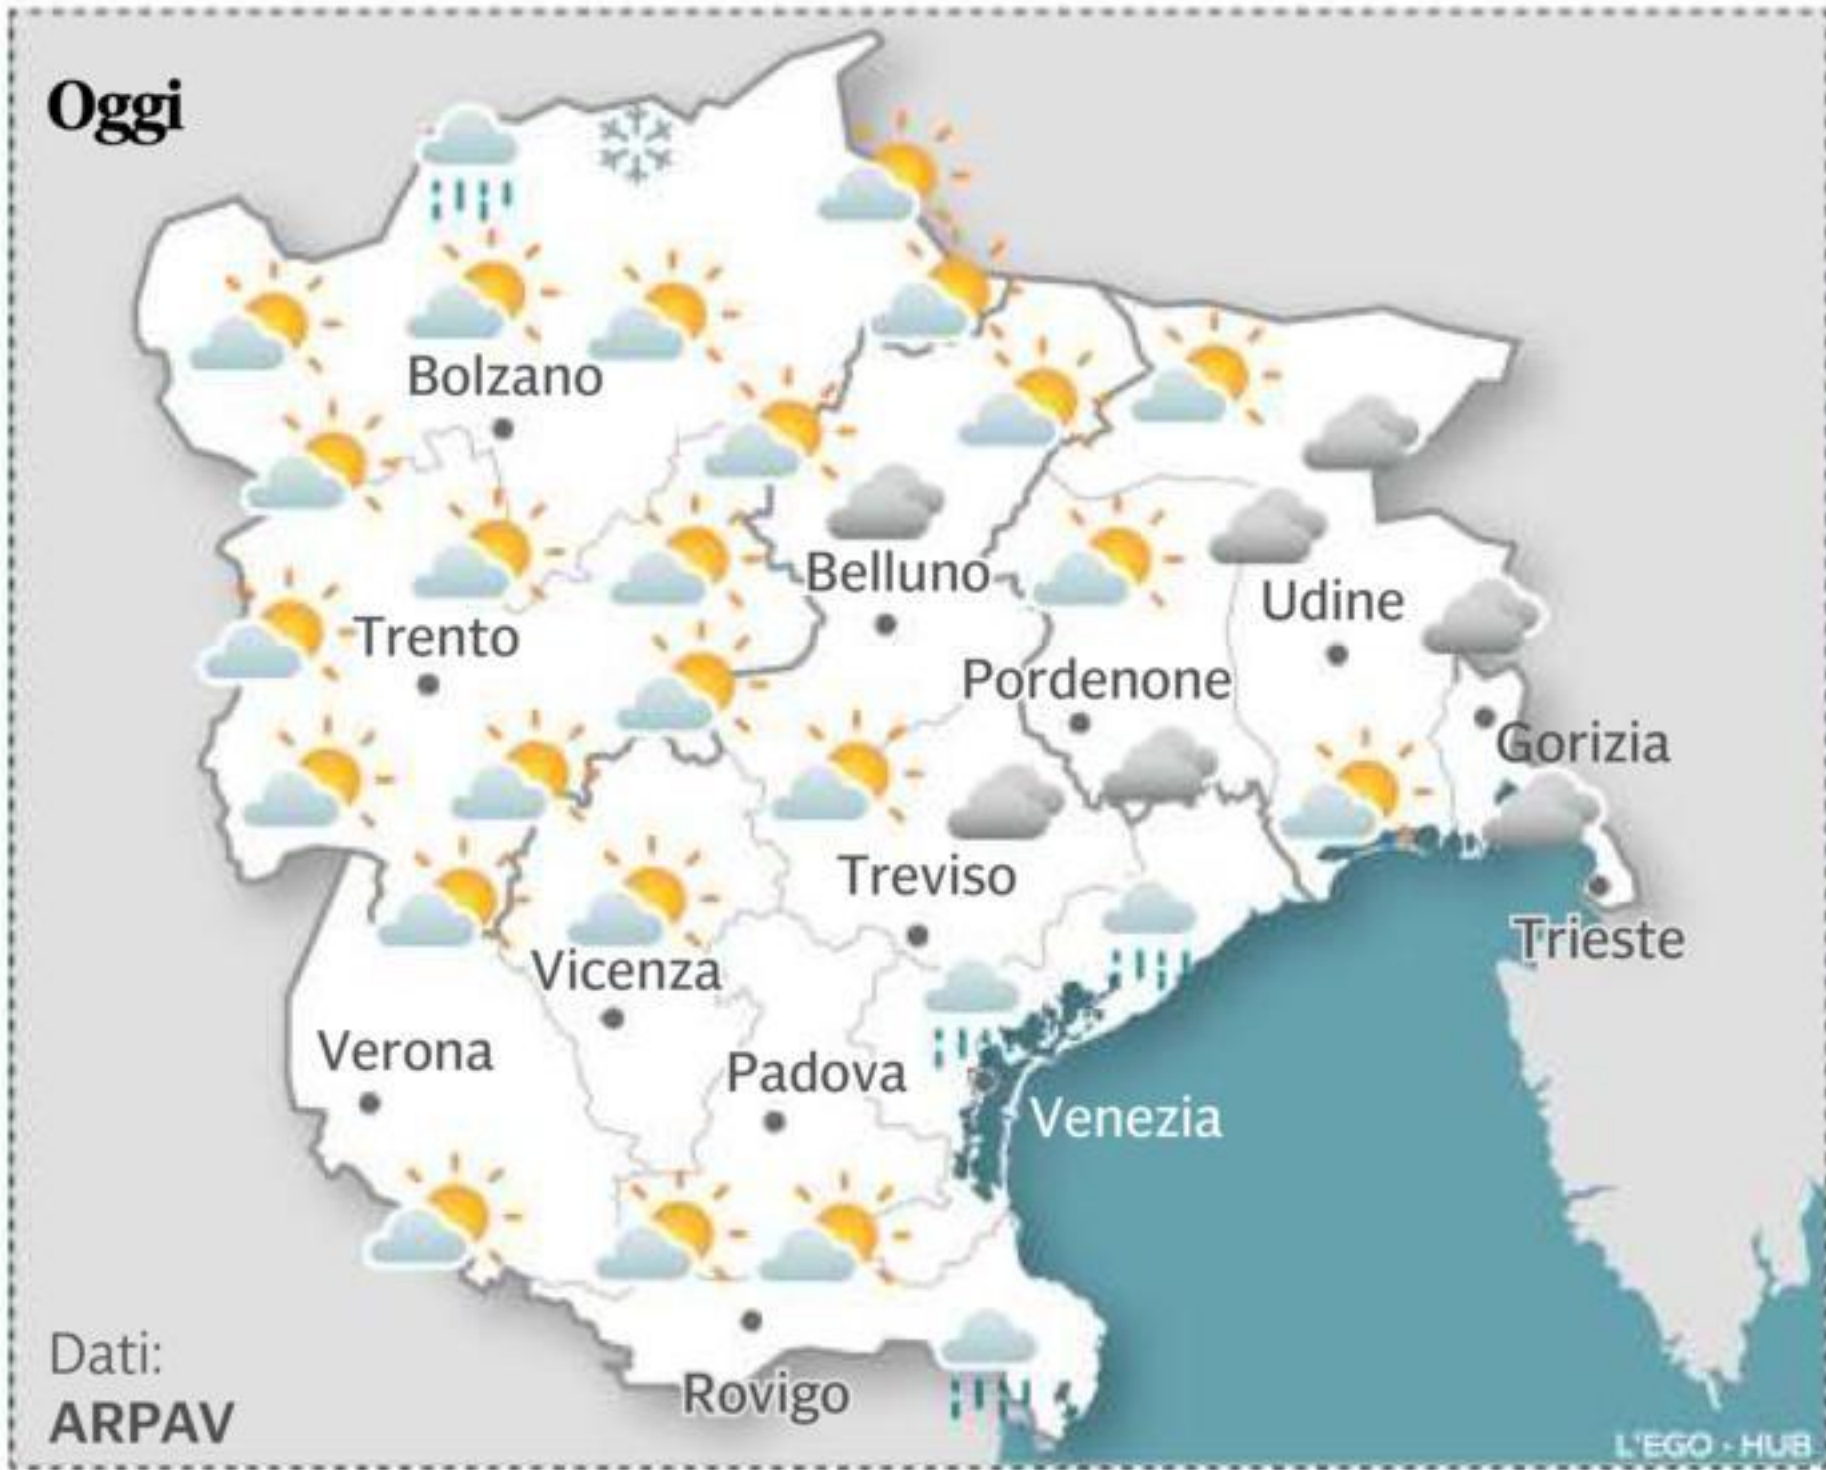 Oggi
Bolzano
Belluno
Udine
Trento
Pordenone
Gorizia
Treviso
Trieste
Vicenza
Verona
Padova
Venezia
Dati:
ARPAV
Rovigo
L'EGO - HUB